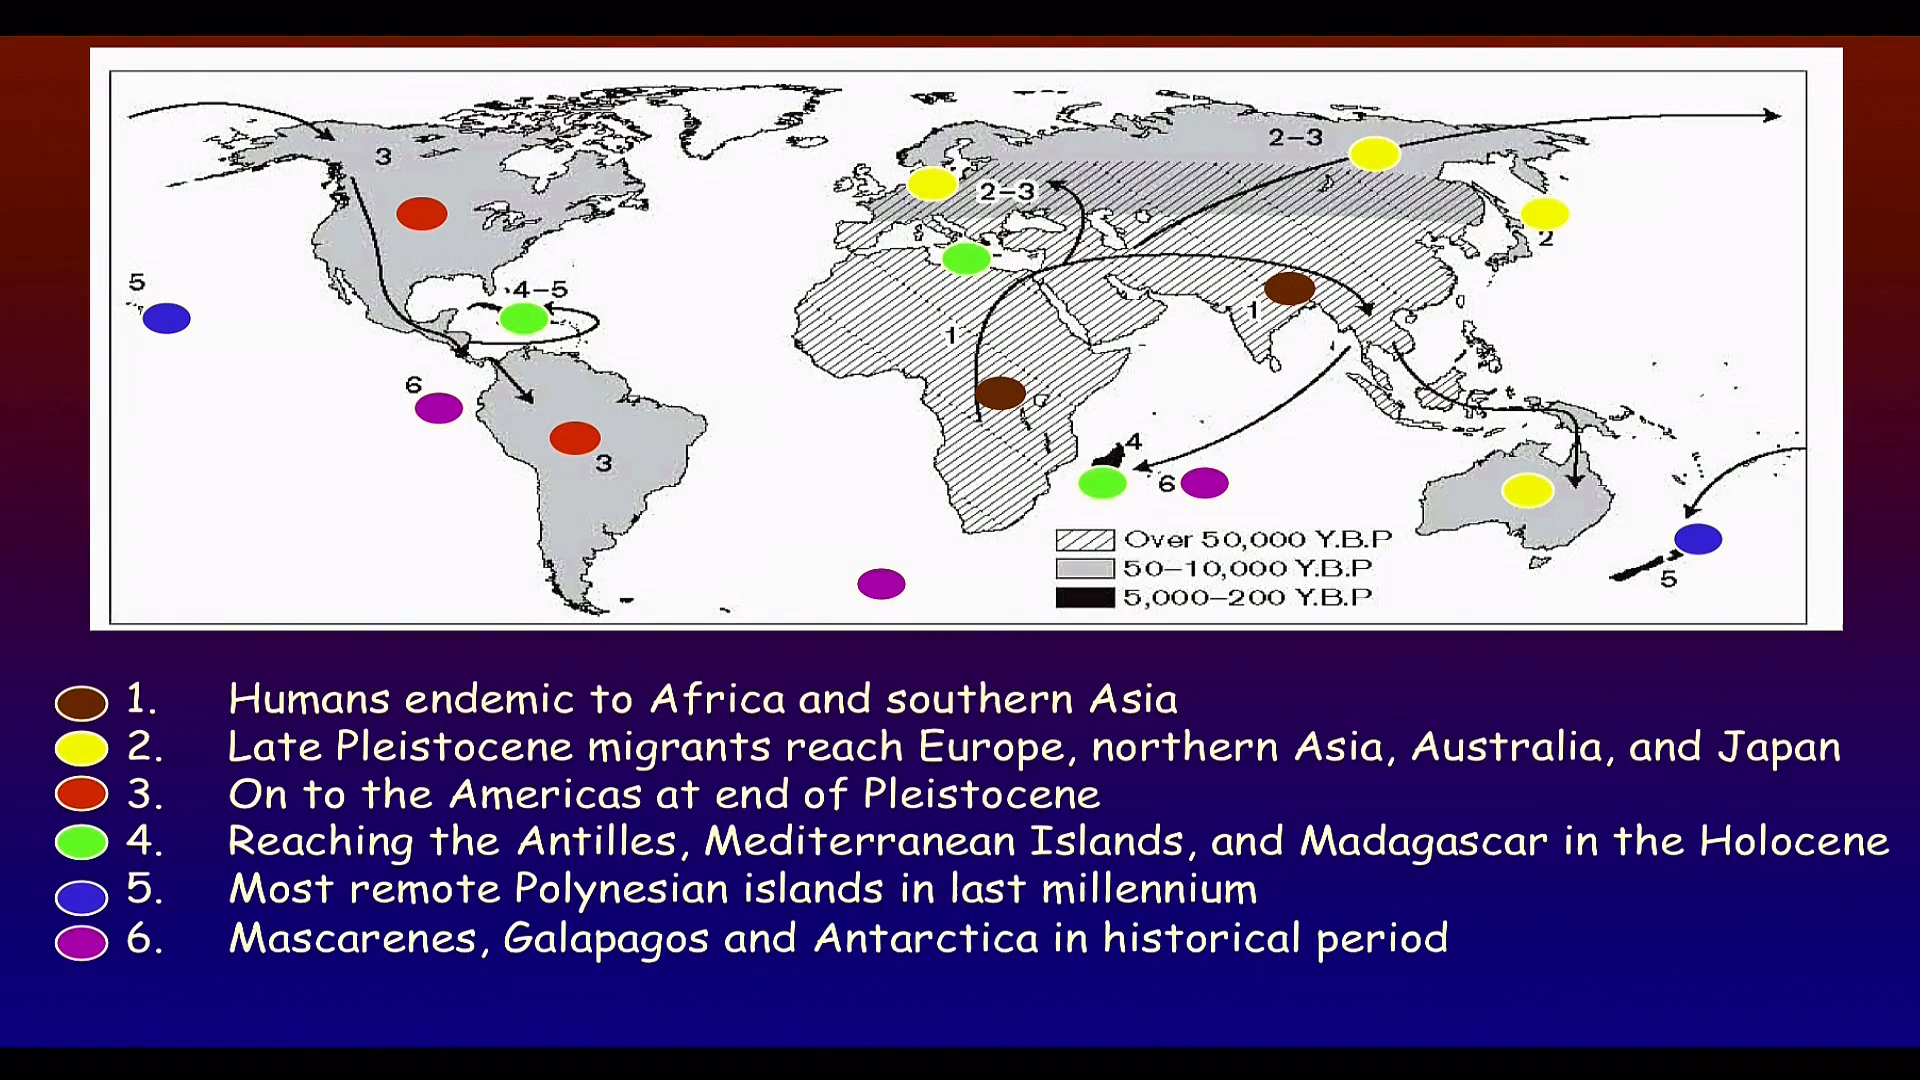 3
2-3
2-3
2
5
4-5
1
1
6
3
4
6
5
Over 50,000 Y.B.P
50-10,000 Y.B.P
5,000-200 Y.B.P
1. Humans endemic to Africa and southern Asia
2. Late Pleistocene migrants reach Europe, northern Asia, Australia, and Japan
3. On to the Americas at end of Pleistocene
4. Reaching the Antilles, Mediterranean Islands, and Madagascar in the Holocene
5. Most remote Polynesian islands in last millennium
6. Mascarenes, Galapagos and Antarctica in historical period